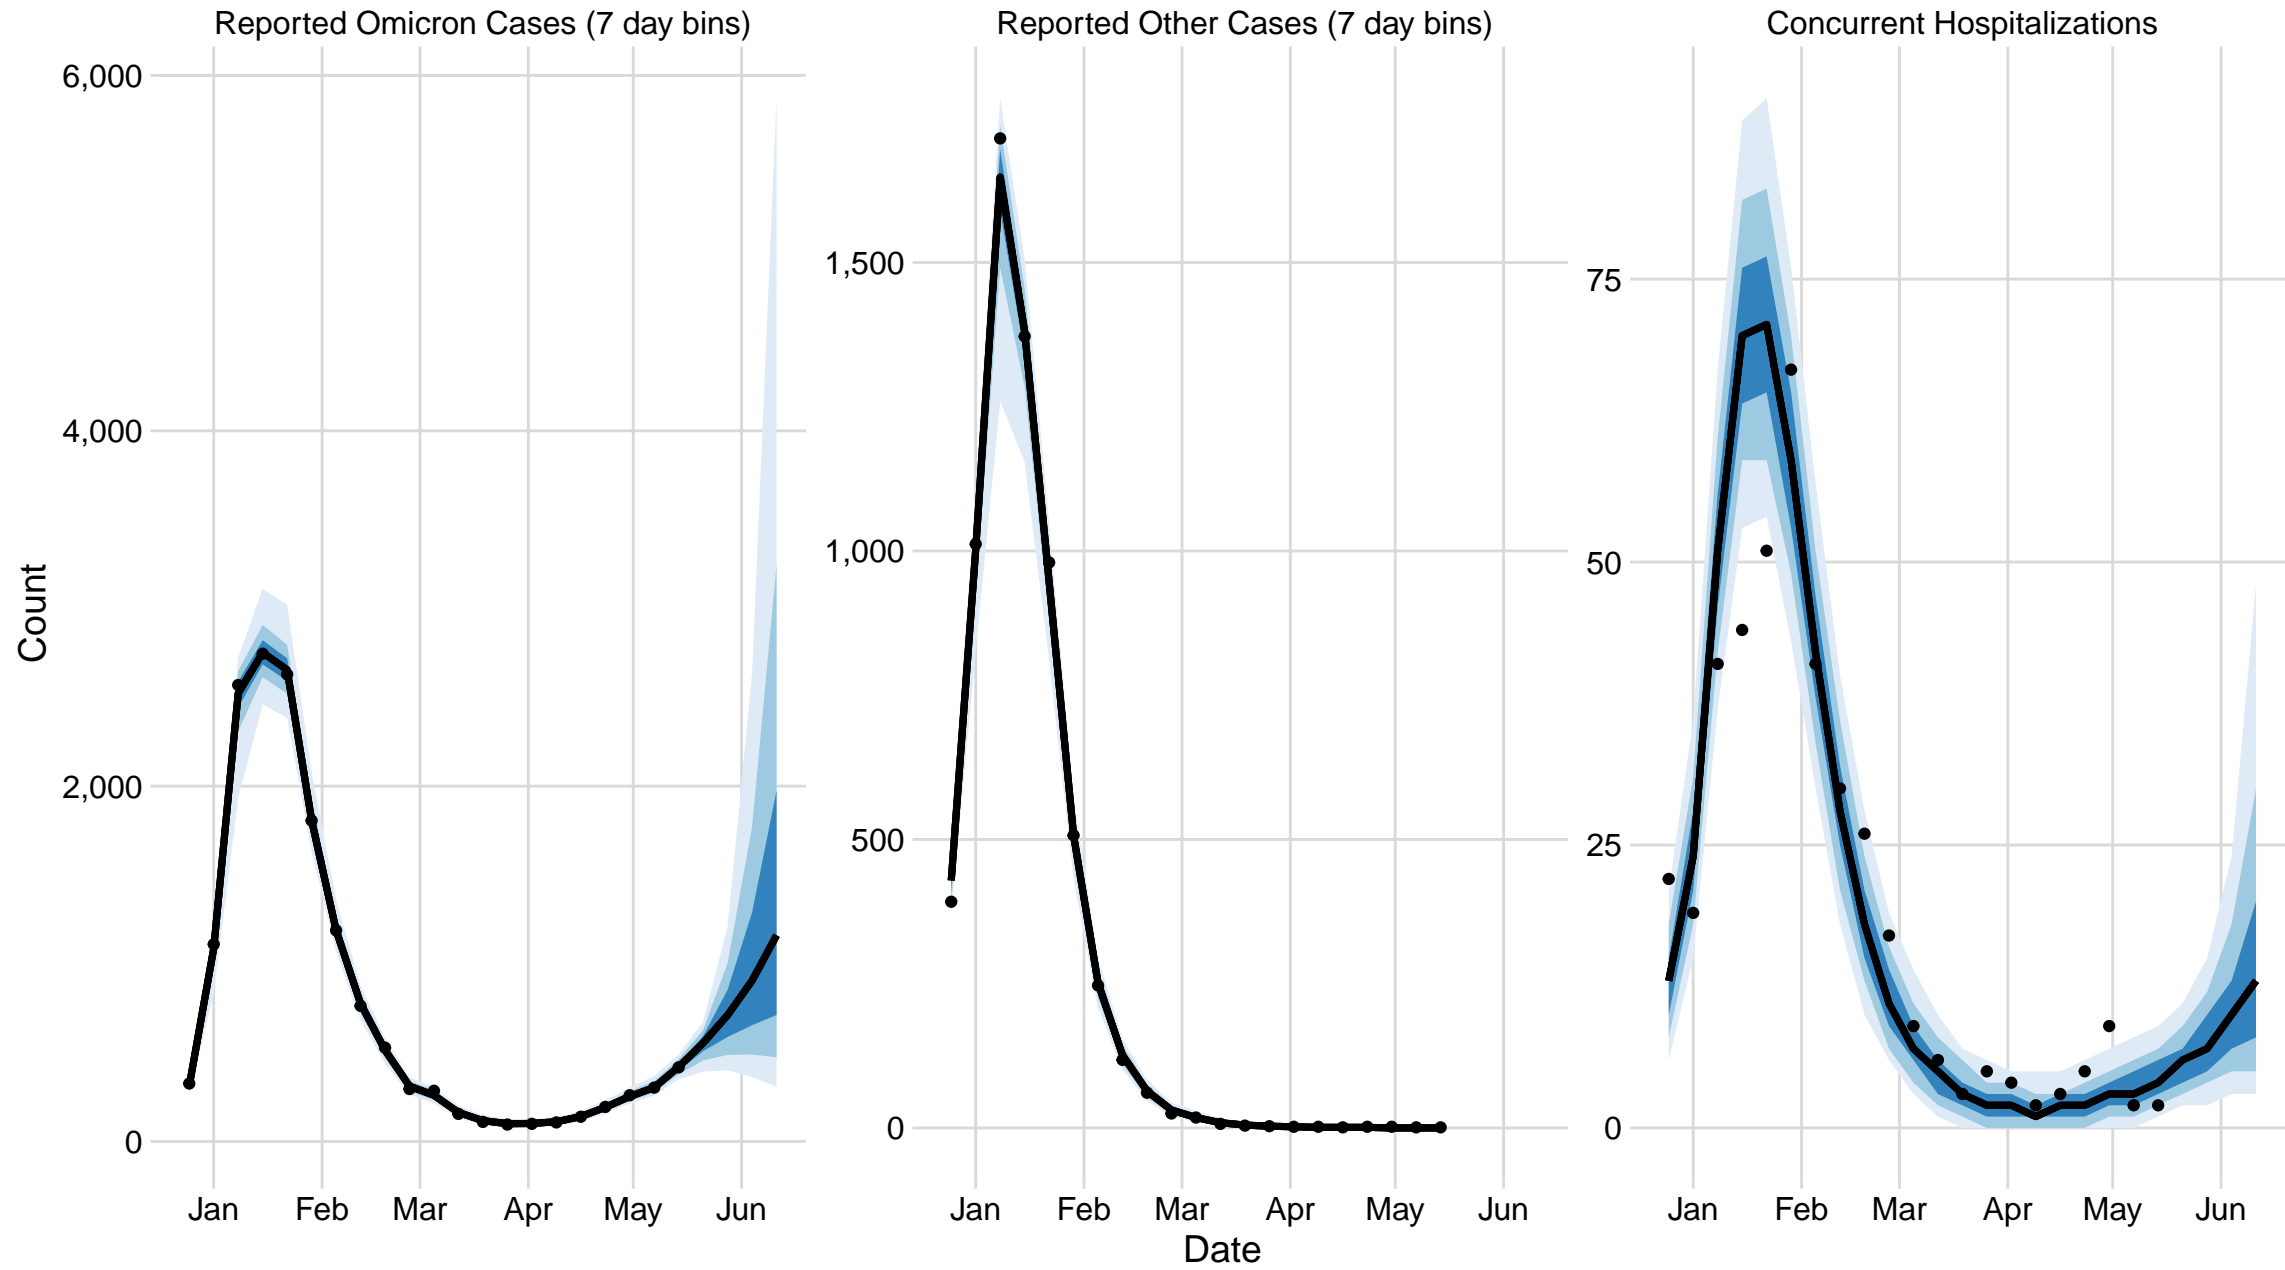 Reported Omicron Cases (7 day bins)
Reported Other Cases (7 day bins)
Concurrent Hospitalizations
Count
6,000
4,000
2,000
0
1,500
1,000
500
0
75
50
25
0
Jan Feb Mar Apr May Jun
Jan Feb Mar Apr May Jun
Jan Feb Mar Apr May Jun
Date